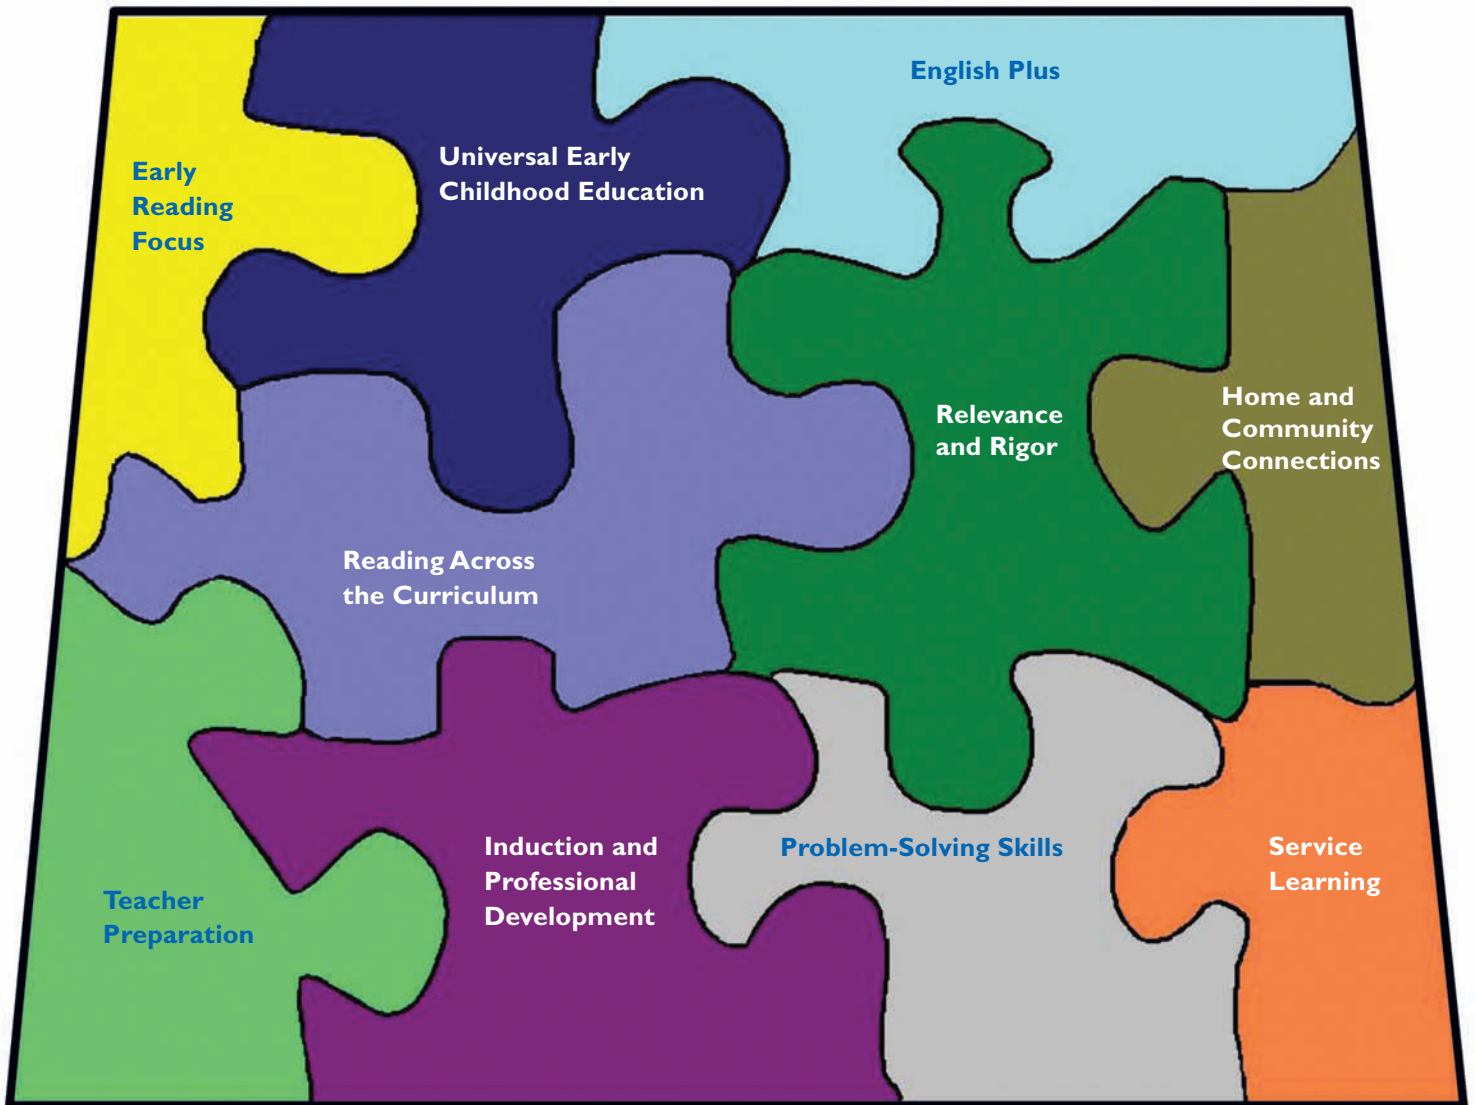 English Plus
Universal Early
Childhood Education
Early
Reading
Focus
Relevance
and Rigor
Home and
Community
Connections
Reading Across
the Curriculum
Induction and
Professional
Development
Problem-Solving Skills
Service
Learning
Teacher
Preparation